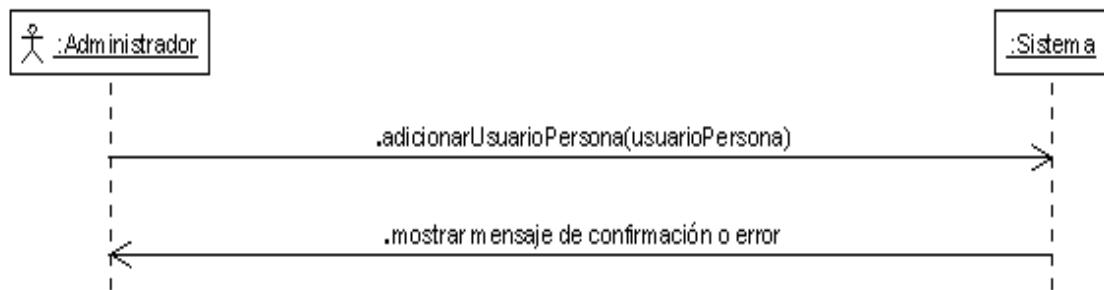 :Administrador
:Sistema
.adicionarUsuarioPersona(usuarioPersona)
.mostrar mensaje de confirmación o error